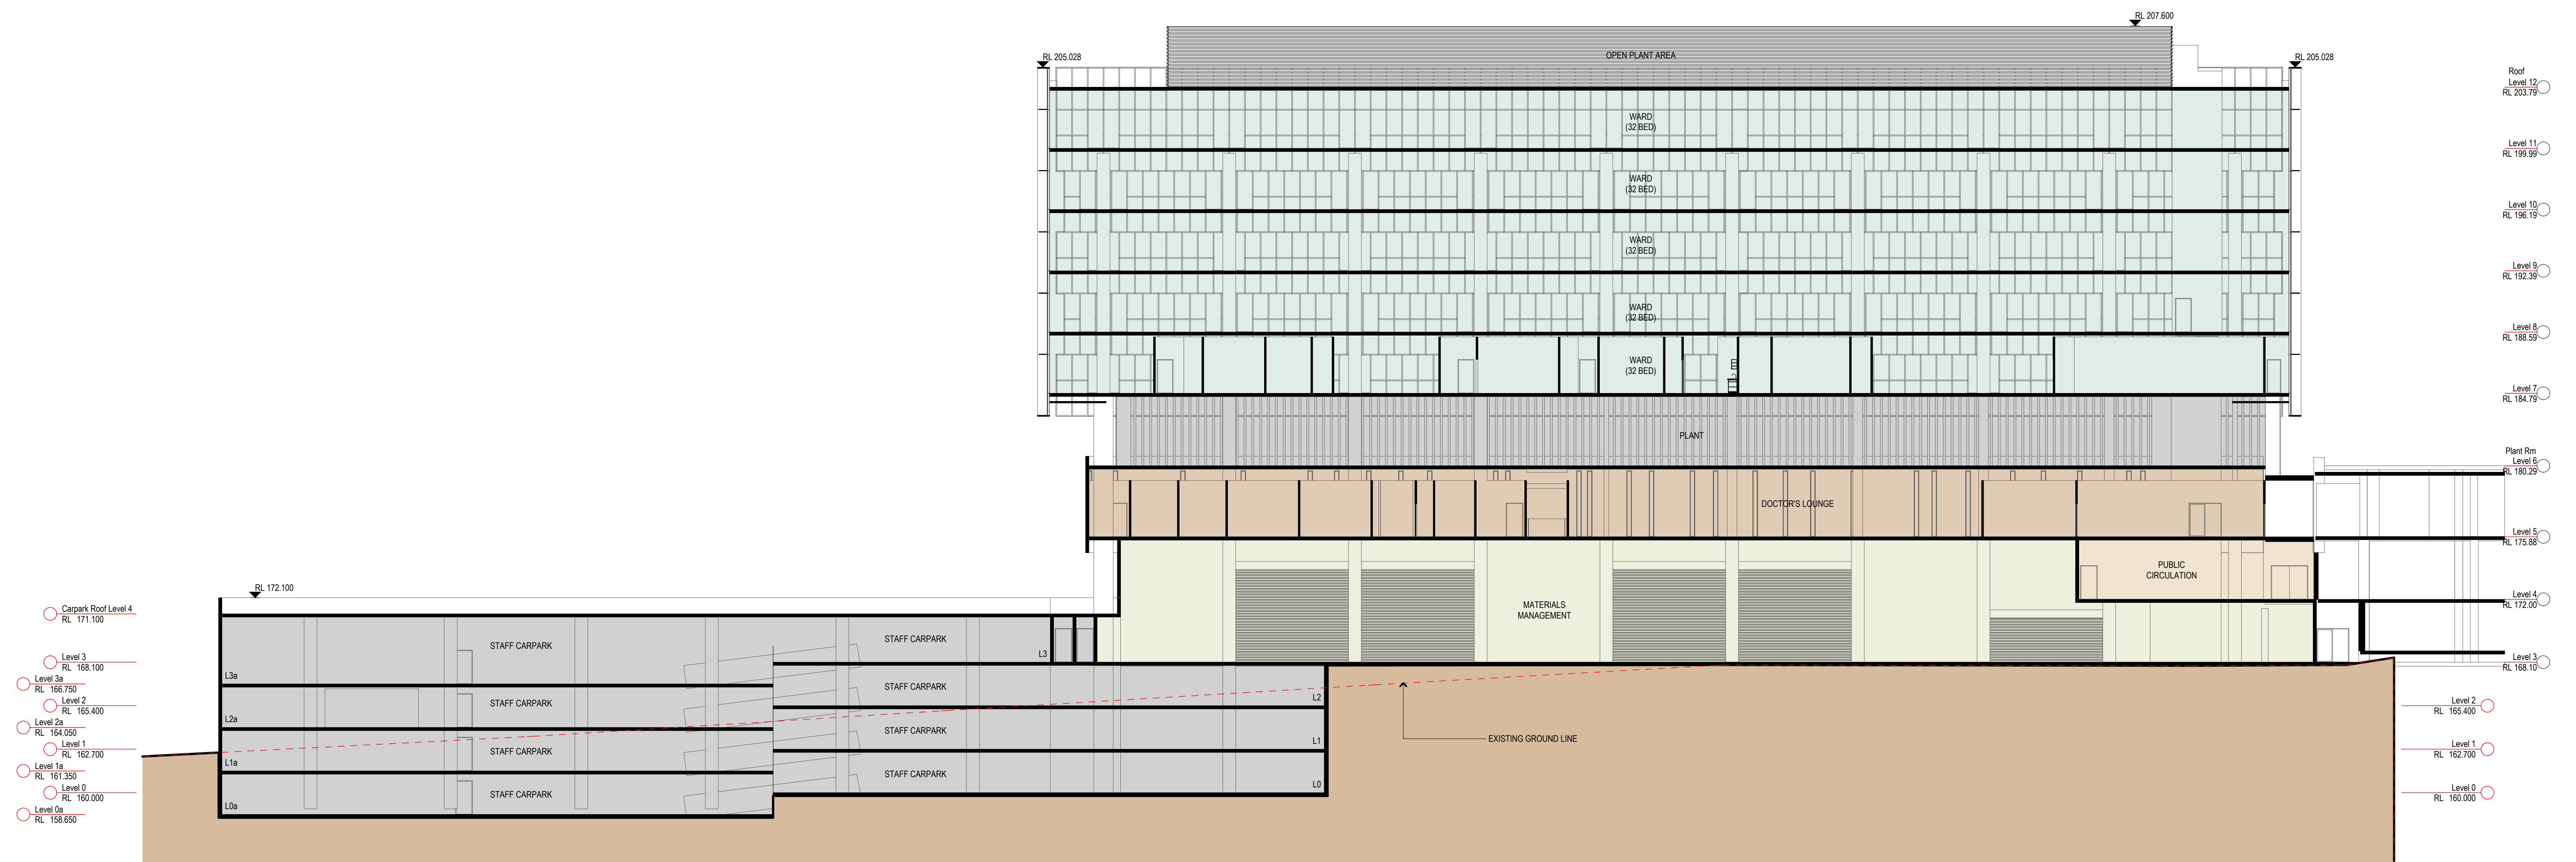 RL 207.600
OPEN PLANT AREA
RL 205.028
RL 205.028
Roof
Level 12
RL 203.79
WARD
(32 BED)
Level 11
RL 199.99
WARD
(32 BED)
Level 10
RL 196.19
WARD
(32 BED)
Level 9
RL 192.39
WARD
(32 BED)
Level 8
RL 188.59
WARD
(32 BED)
Level 7
RL 184.79
PLANT
Plant Rm
Level 6
RL 180.29
DOCTOR'S LOUNGE
Level 5
RL 175.88
PUBLIC
CIRCULATION
MATERIALS
MANAGEMENT
Level 4
RL 172.00
RL 172.100
Carpark Roof Level 4
RL 171.100
STAFF CARPARK
STAFF CARPARK
L3
Level 3
RL 168.100
Level 3
RL 168.10
L3a
Level 3a
RL 166.750
STAFF CARPARK
L2
Level 2
RL 165.400
STAFF CARPARK
Level 2
RL 165.400
L2a
Level 2a
RL 164.050
STAFF CARPARK
L1
EXISTING GROUND LINE
Level 1
RL 162.700
STAFF CARPARK
Level 1
RL 162.700
L1a
Level 1a
RL 161.350
STAFF CARPARK
L0
Level 0
RL 160.000
STAFF CARPARK
Level 0
RL 160.000
L0a
Level 0a
RL 158.650